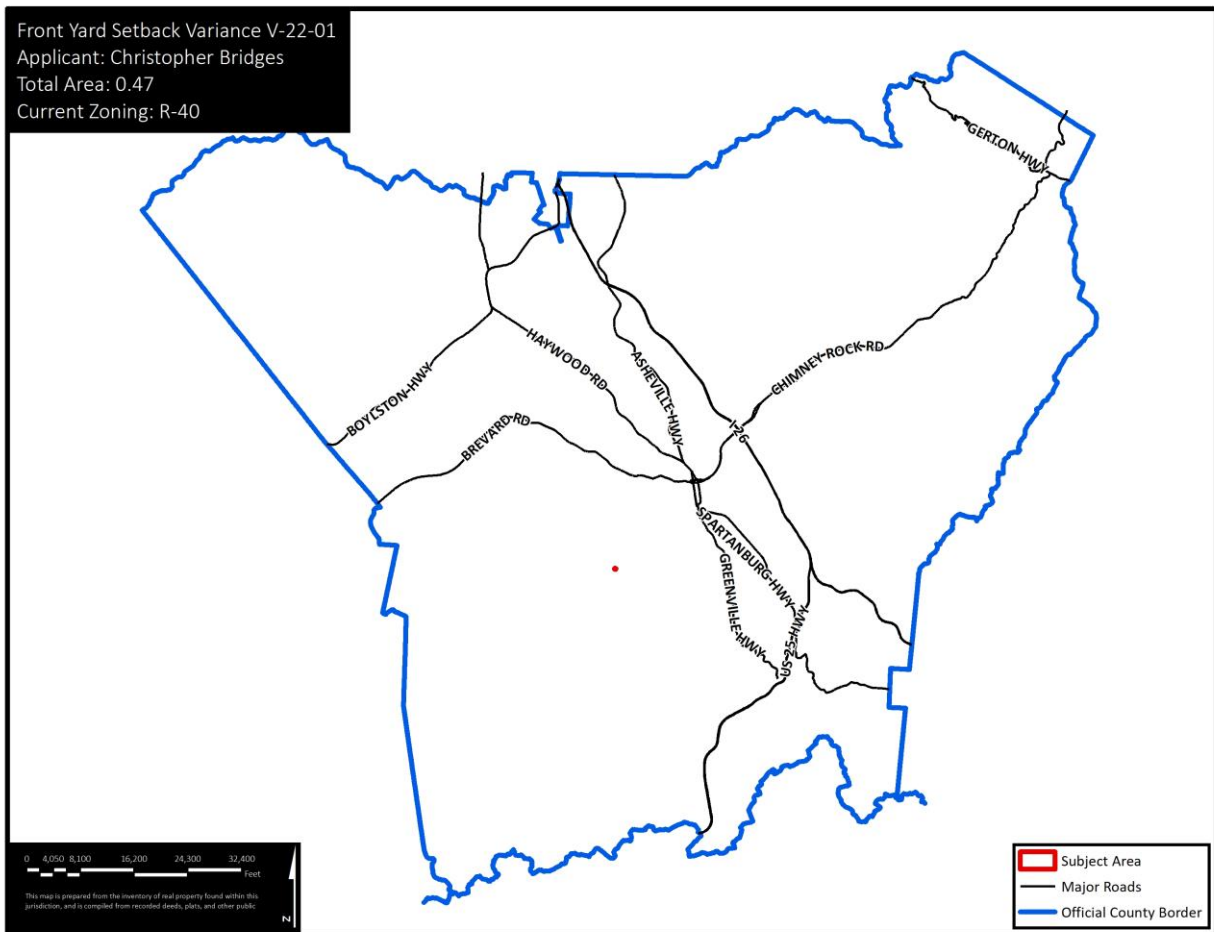 Front Yard Setback Variance V-22-01
Applicant: Christopher Bridges
Total Area: 0.47
Current Zoning: R-40
GERTON HWY
CHIMNEY ROCK RD
HAYWOOD RD
ASHEVILLE HWY
BOYLSTON HWY
BREVARD RD
I-26
SPARTANBURG HWY
GREENVILLE HWY
US-25 HWY
0 4,050 8,100 16,200 24,300 32,400
Feet
This map is prepared from the inventory of real property found within this
jurisdiction, and is compiled from recorded deeds, plats, and other public
N
Subject Area
Major Roads
Official County Border